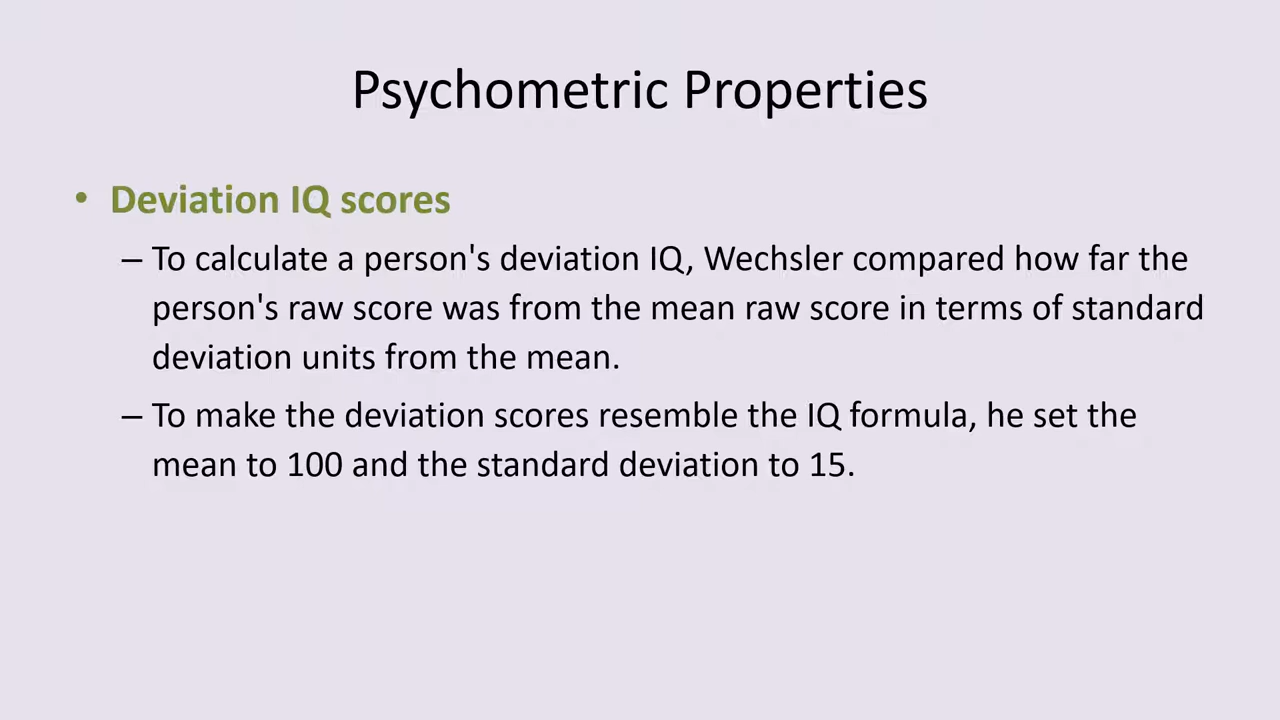 Psychometric Properties
• Deviation IQ scores
– To calculate a person's deviation IQ, Wechsler compared how far the
person's raw score was from the mean raw score in terms of standard
deviation units from the mean.
– To make the deviation scores resemble the IQ formula, he set the
mean to 100 and the standard deviation to 15.